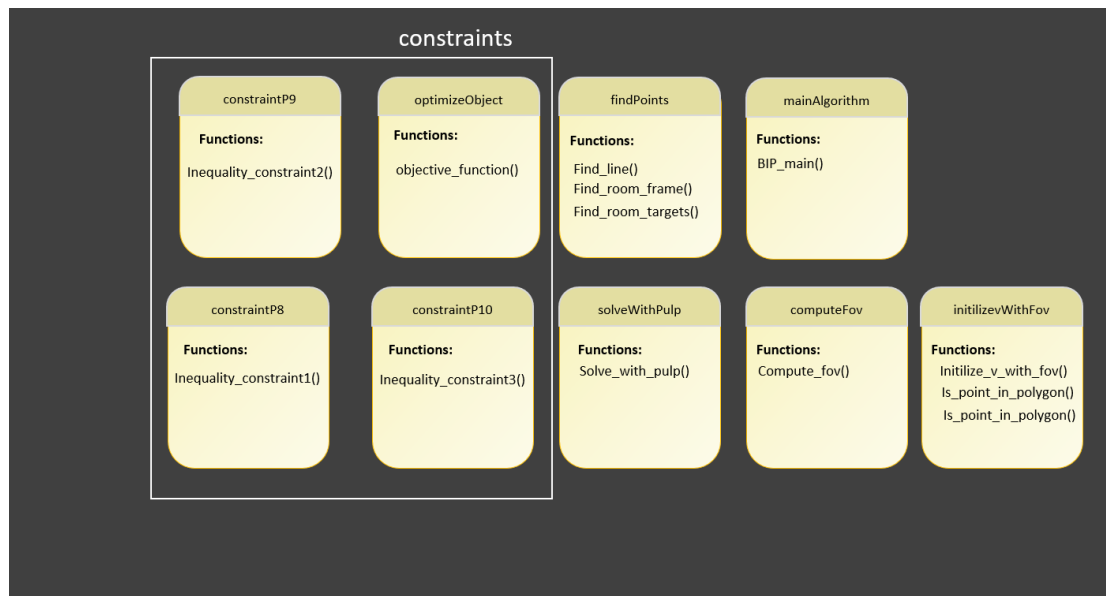 constraints
constraintP9
Functions:
Inequality_constraint2()
optimizeObject
Functions:
objective_function()
findPoints
Functions:
Find_line()
Find_room_frame()
Find_room_targets()
mainAlgorithm
Functions:
BIP_main()
constraintP8
Functions:
Inequality_constraint1()
constraintP10
Functions:
Inequality_constraint3()
solveWithPulp
Functions:
Solve_with_pulp()
computeFov
Functions:
Compute_fov()
initilizevWithFov
Functions:
Initilize_v_with_fov()
Is_point_in_polygon()
Is_point_in_polygon()